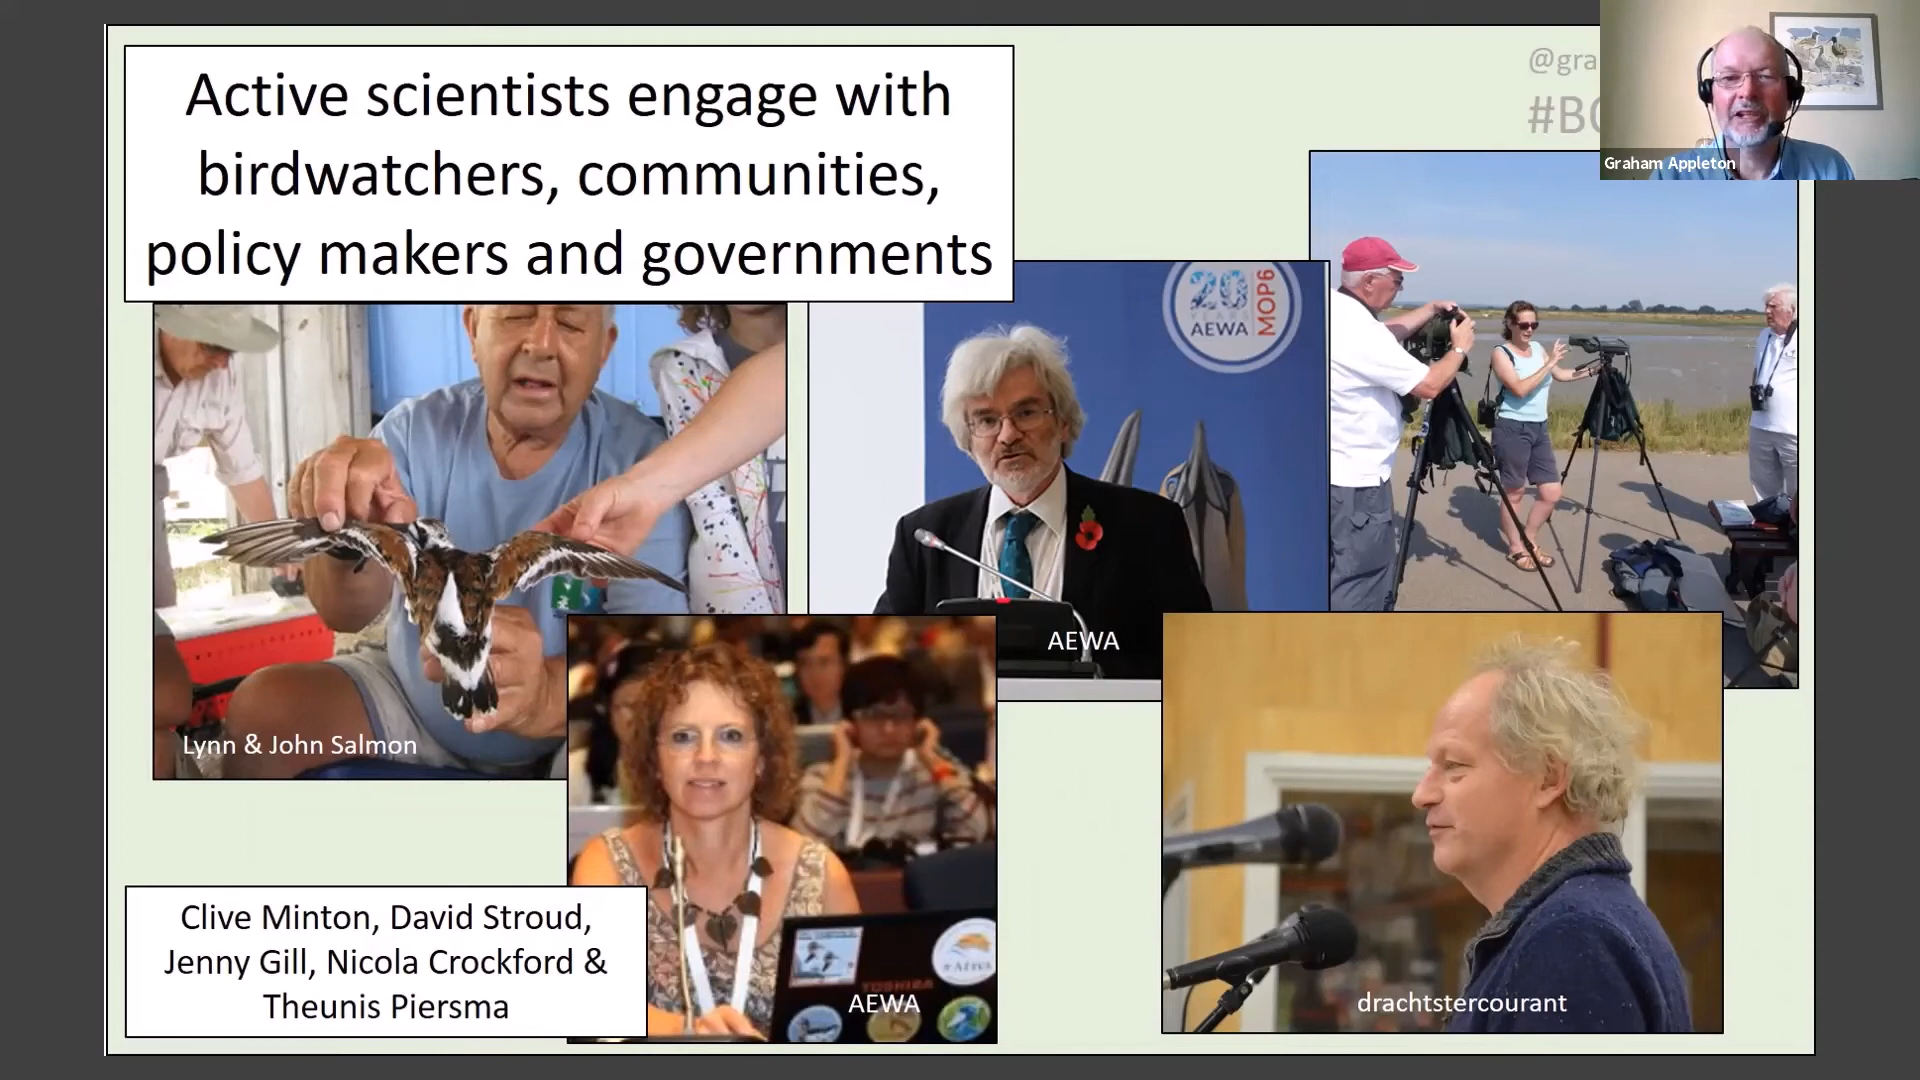 Active scientists engage with
birdwatchers, communities,
policy makers and governments
@gra
#BO
Graham Appleton
20
YEARS
AEWA
MOP6
AEWA
Lynn & John Salmon
Clive Minton, David Stroud,
Jenny Gill, Nicola Crockford &
Theunis Piersma
TOSHIBA
AEWA
drachtstercourant